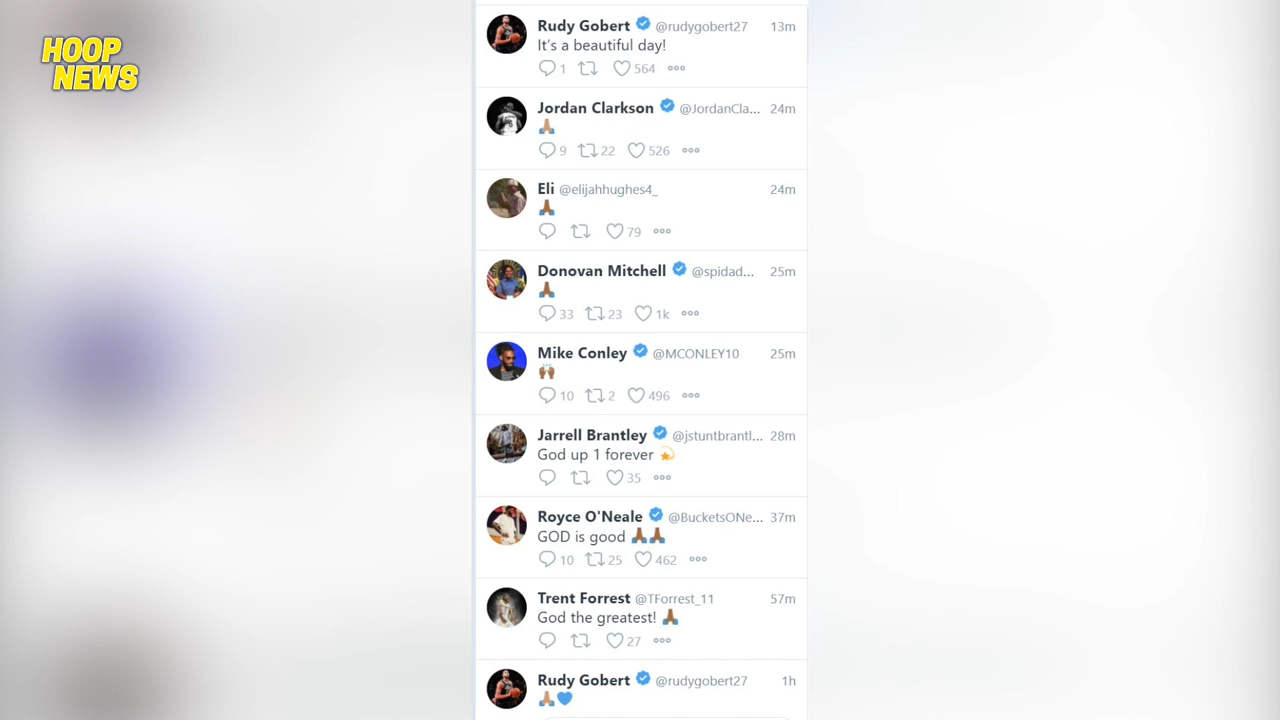 HOOP
NEWS
Rudy Gobert @rudygobert27 13m
It's a beautiful day!
1 564
Jordan Clarkson @JordanCla... 24m
🙏🏽
9 22 526
Eli @elijahhughes4_ 24m
🙏🏾
79
Donovan Mitchell @spidad... 25m
🙏🏾
33 23 1k
Mike Conley @MCONLEY10 25m
🙌🏾
10 2 496
Jarrell Brantley @jstuntbrantl... 28m
God up 1 forever 💫
35
Royce O'Neale @BucketsONe... 37m
GOD is good 🙏🏾🙏🏾
10 25 462
Trent Forrest @TForrest_11 57m
God the greatest! 🙏🏾
27
Rudy Gobert @rudygobert27 1h
🙏🏽💙